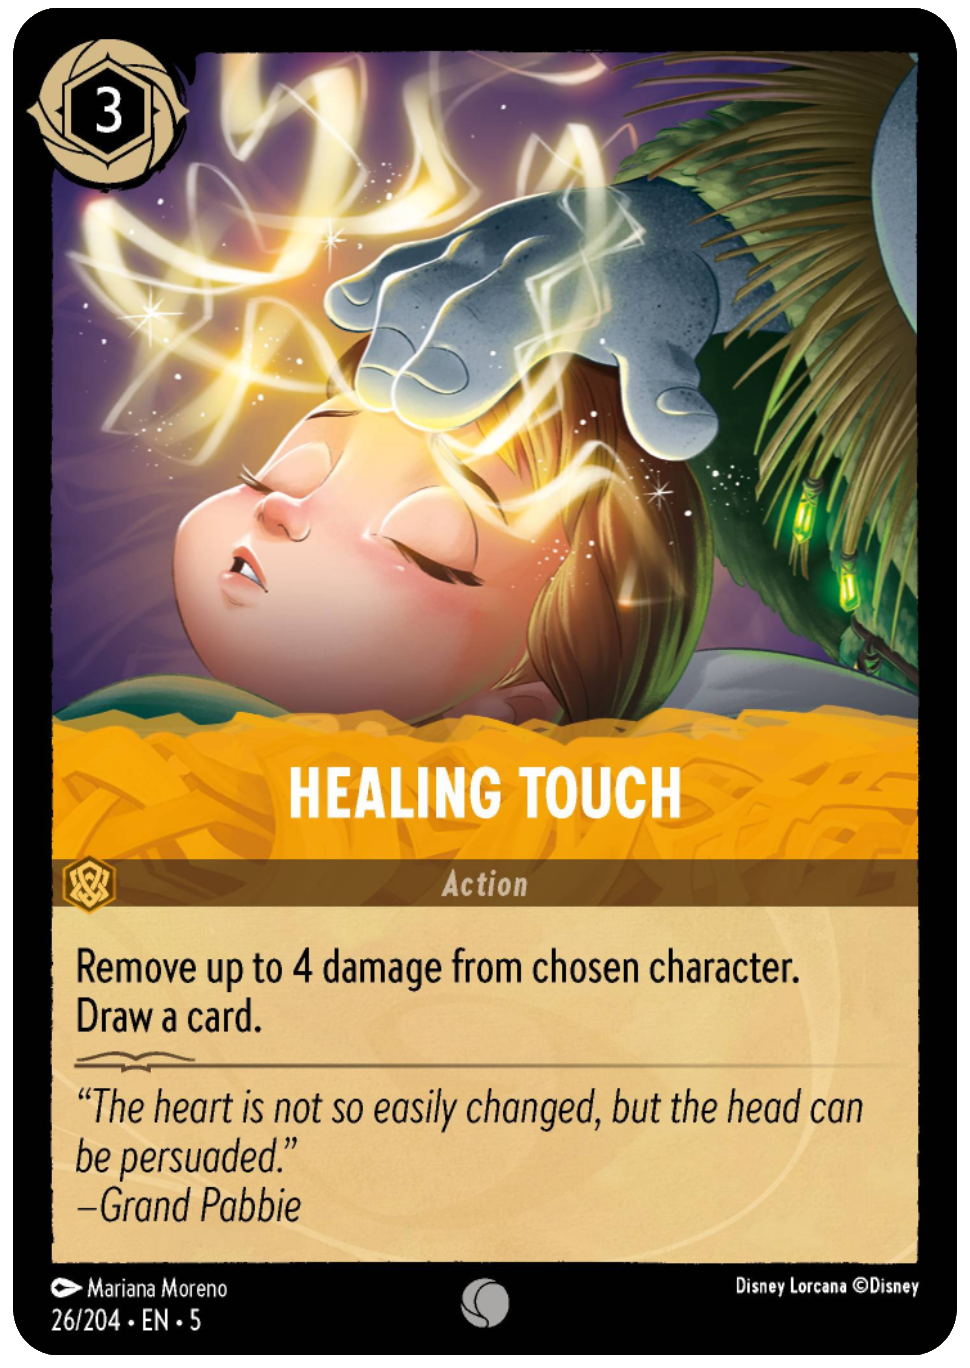 3
HEALING TOUCH
Action
Remove up to 4 damage from chosen character.
Draw a card.
“The heart is not so easily changed, but the head can
be persuaded.”
–Grand Pabbie
Mariana Moreno
Disney Lorcana ©Disney
26/204 • EN • 5